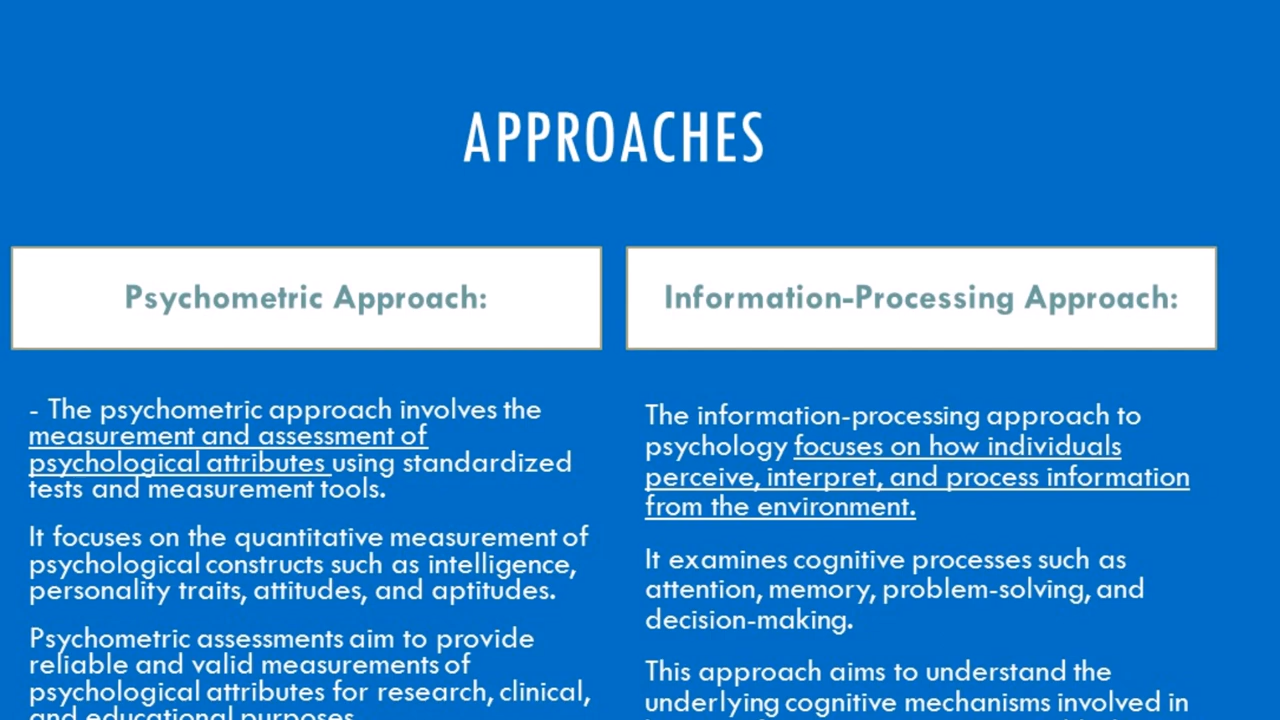 APPROACHES
Psychometric Approach:
- The psychometric approach involves the
measurement and assessment of
psychological attributes using standardized
tests and measurement tools.
It focuses on the quantitative measurement of
psychological constructs such as intelligence,
personality traits, attitudes, and aptitudes.
Psychometric assessments aim to provide
reliable and valid measurements of
psychological attributes for research, clinical,
and educational purposes.
Information-Processing Approach:
The information-processing approach to
psychology focuses on how individuals
perceive, interpret, and process information
from the environment.
It examines cognitive processes such as
attention, memory, problem-solving, and
decision-making.
This approach aims to understand the
underlying cognitive mechanisms involved in